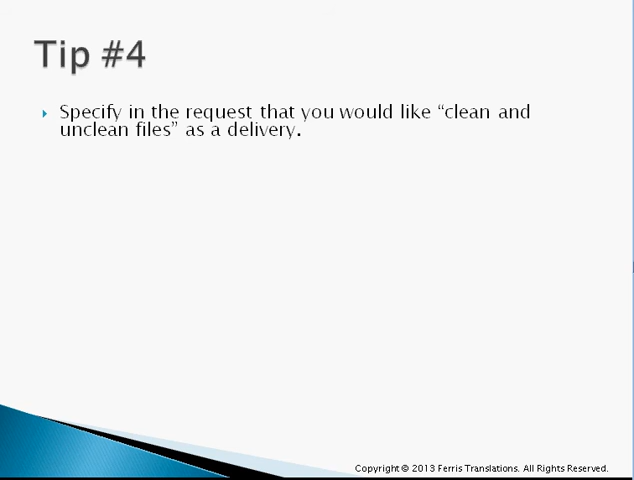 Tip #4
Specify in the request that you would like “clean and
unclean files” as a delivery.
Copyright © 2013 Ferris Translations. All Rights Reserved.